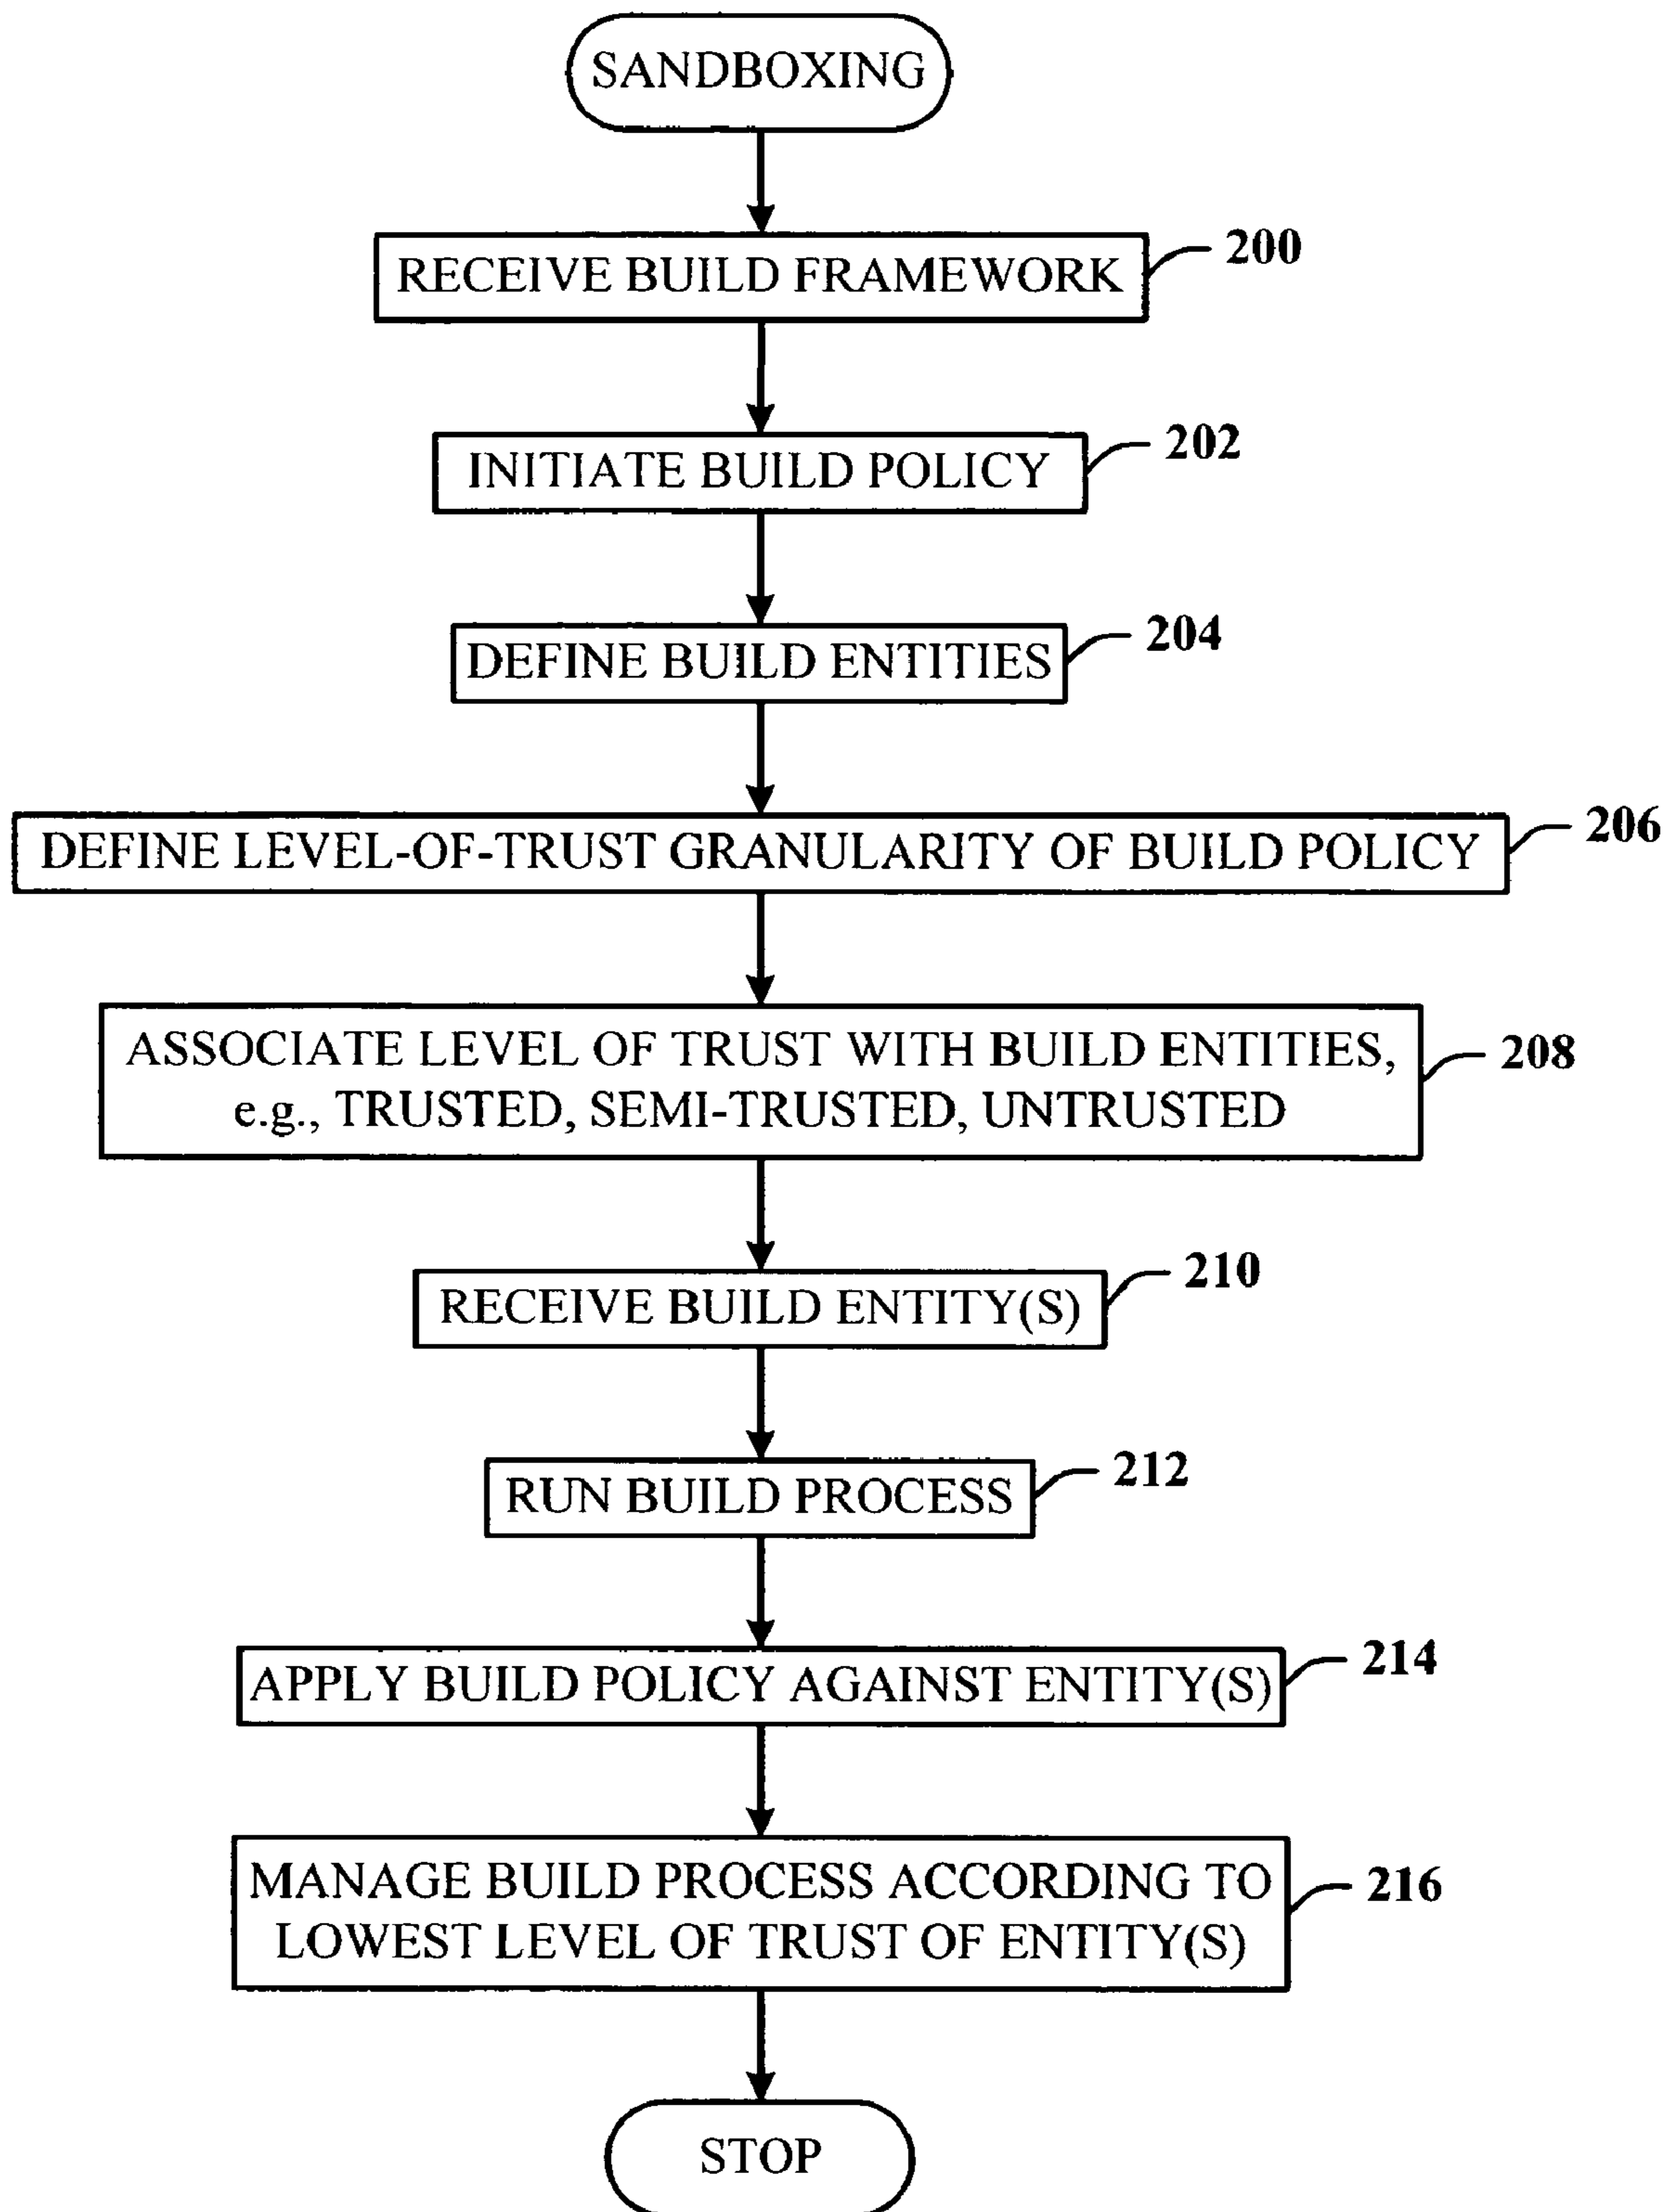 SANDBOXING
RECEIVE BUILD FRAMEWORK
200
INITIATE BUILD POLICY
202
DEFINE BUILD ENTITIES
204
DEFINE LEVEL-OF-TRUST GRANULARITY OF BUILD POLICY
206
ASSOCIATE LEVEL OF TRUST WITH BUILD ENTITIES,
e.g., TRUSTED, SEMI-TRUSTED, UNTRUSTED
208
RECEIVE BUILD ENTITY(S)
210
RUN BUILD PROCESS
212
APPLY BUILD POLICY AGAINST ENTITY(S)
214
MANAGE BUILD PROCESS ACCORDING TO
LOWEST LEVEL OF TRUST OF ENTITY(S)
216
STOP